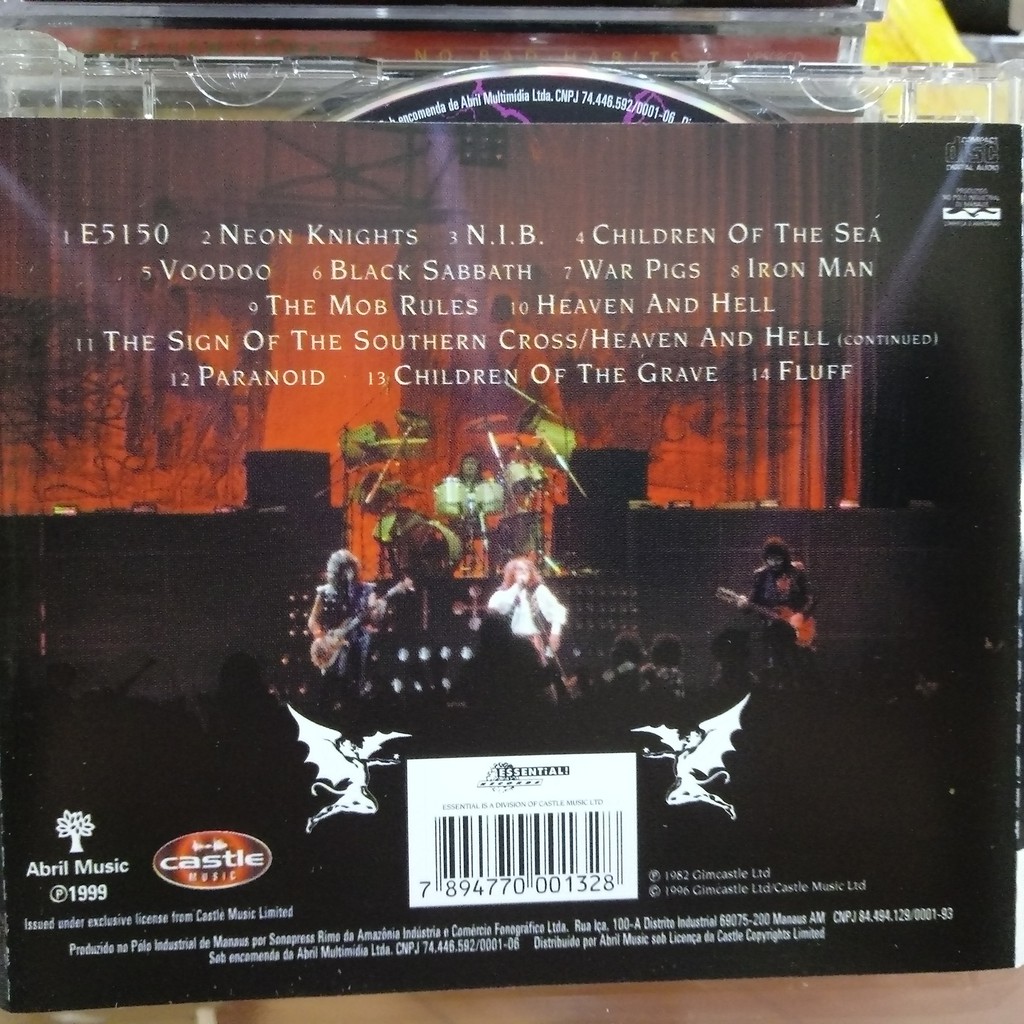 NO BAD HABITS
Sob encomenda de Abril Multimídia Ltda. CNPJ 74.446.592/0001-06
COMPACT
disc
DIGITAL AUDIO
1 E5150 2 NEON KNIGHTS 3 N.I.B. 4 CHILDREN OF THE SEA
5 VOODOO 6 BLACK SABBATH 7 WAR PIGS 8 IRON MAN
9 THE MOB RULES 10 HEAVEN AND HELL
11 THE SIGN OF THE SOUTHERN CROSS/HEAVEN AND HELL (CONTINUED)
12 PARANOID 13 CHILDREN OF THE GRAVE 14 FLUFF
ESSENTIAL!
ESSENTIAL IS A DIVISION OF CASTLE MUSIC LTD
7 894770 001328
Abril Music
℗1999
castle
MUSIC
℗ 1982 Gimcastle Ltd
© 1996 Gimcastle Ltd/Castle Music Ltd
Issued under exclusive license from Castle Music Limited
Produzido no Pólo Industrial de Manaus por Sonopress Rimo da Amazônia Indústria e Comércio Fonográfico Ltda. Rua Iça, 100-A Distrito Industrial 69075-200 Manaus AM CNPJ 84.494.129/0001-93
Sob encomenda da Abril Multimídia Ltda. CNPJ 74.446.592/0001-06 Distribuído por Abril Music sob Licença da Castle Copyrights Limited